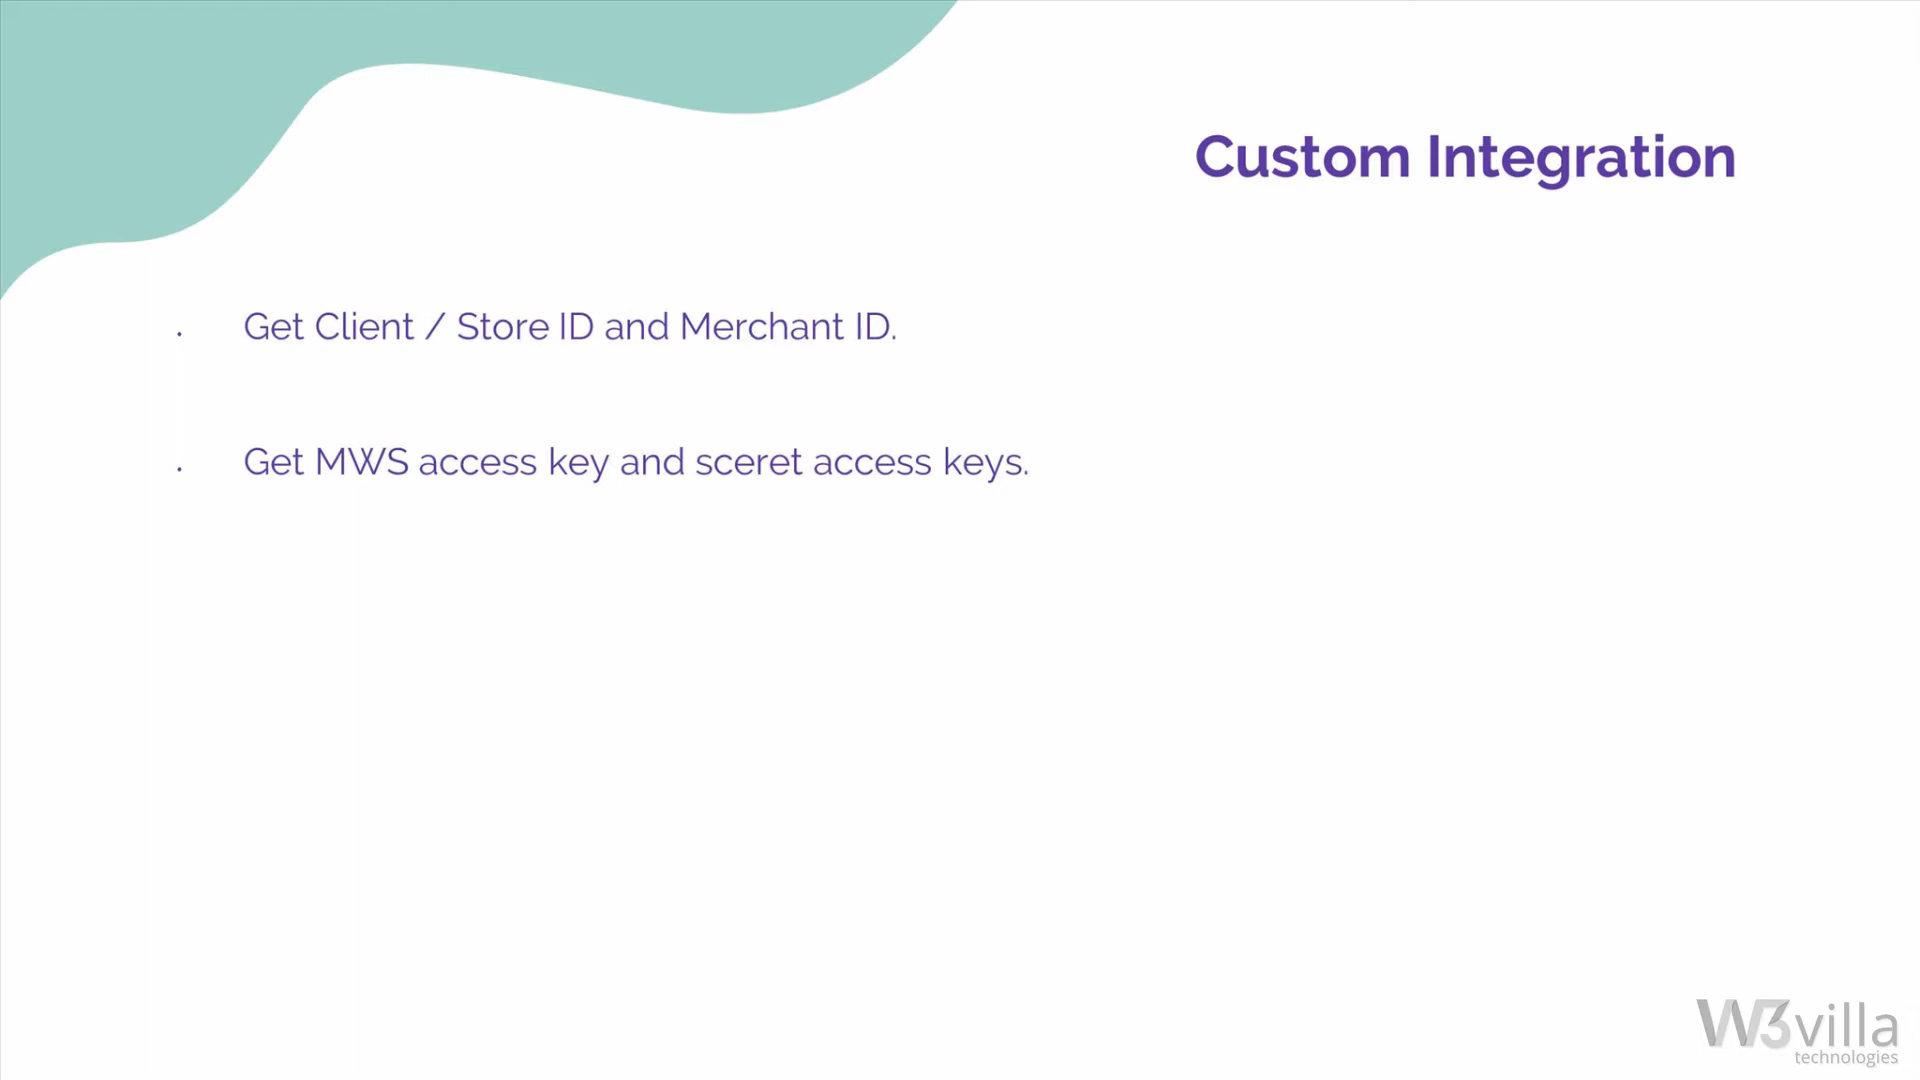 Custom Integration
. Get Client / Store ID and Merchant ID.
. Get MWS access key and sceret access keys.
W3villa
technologies